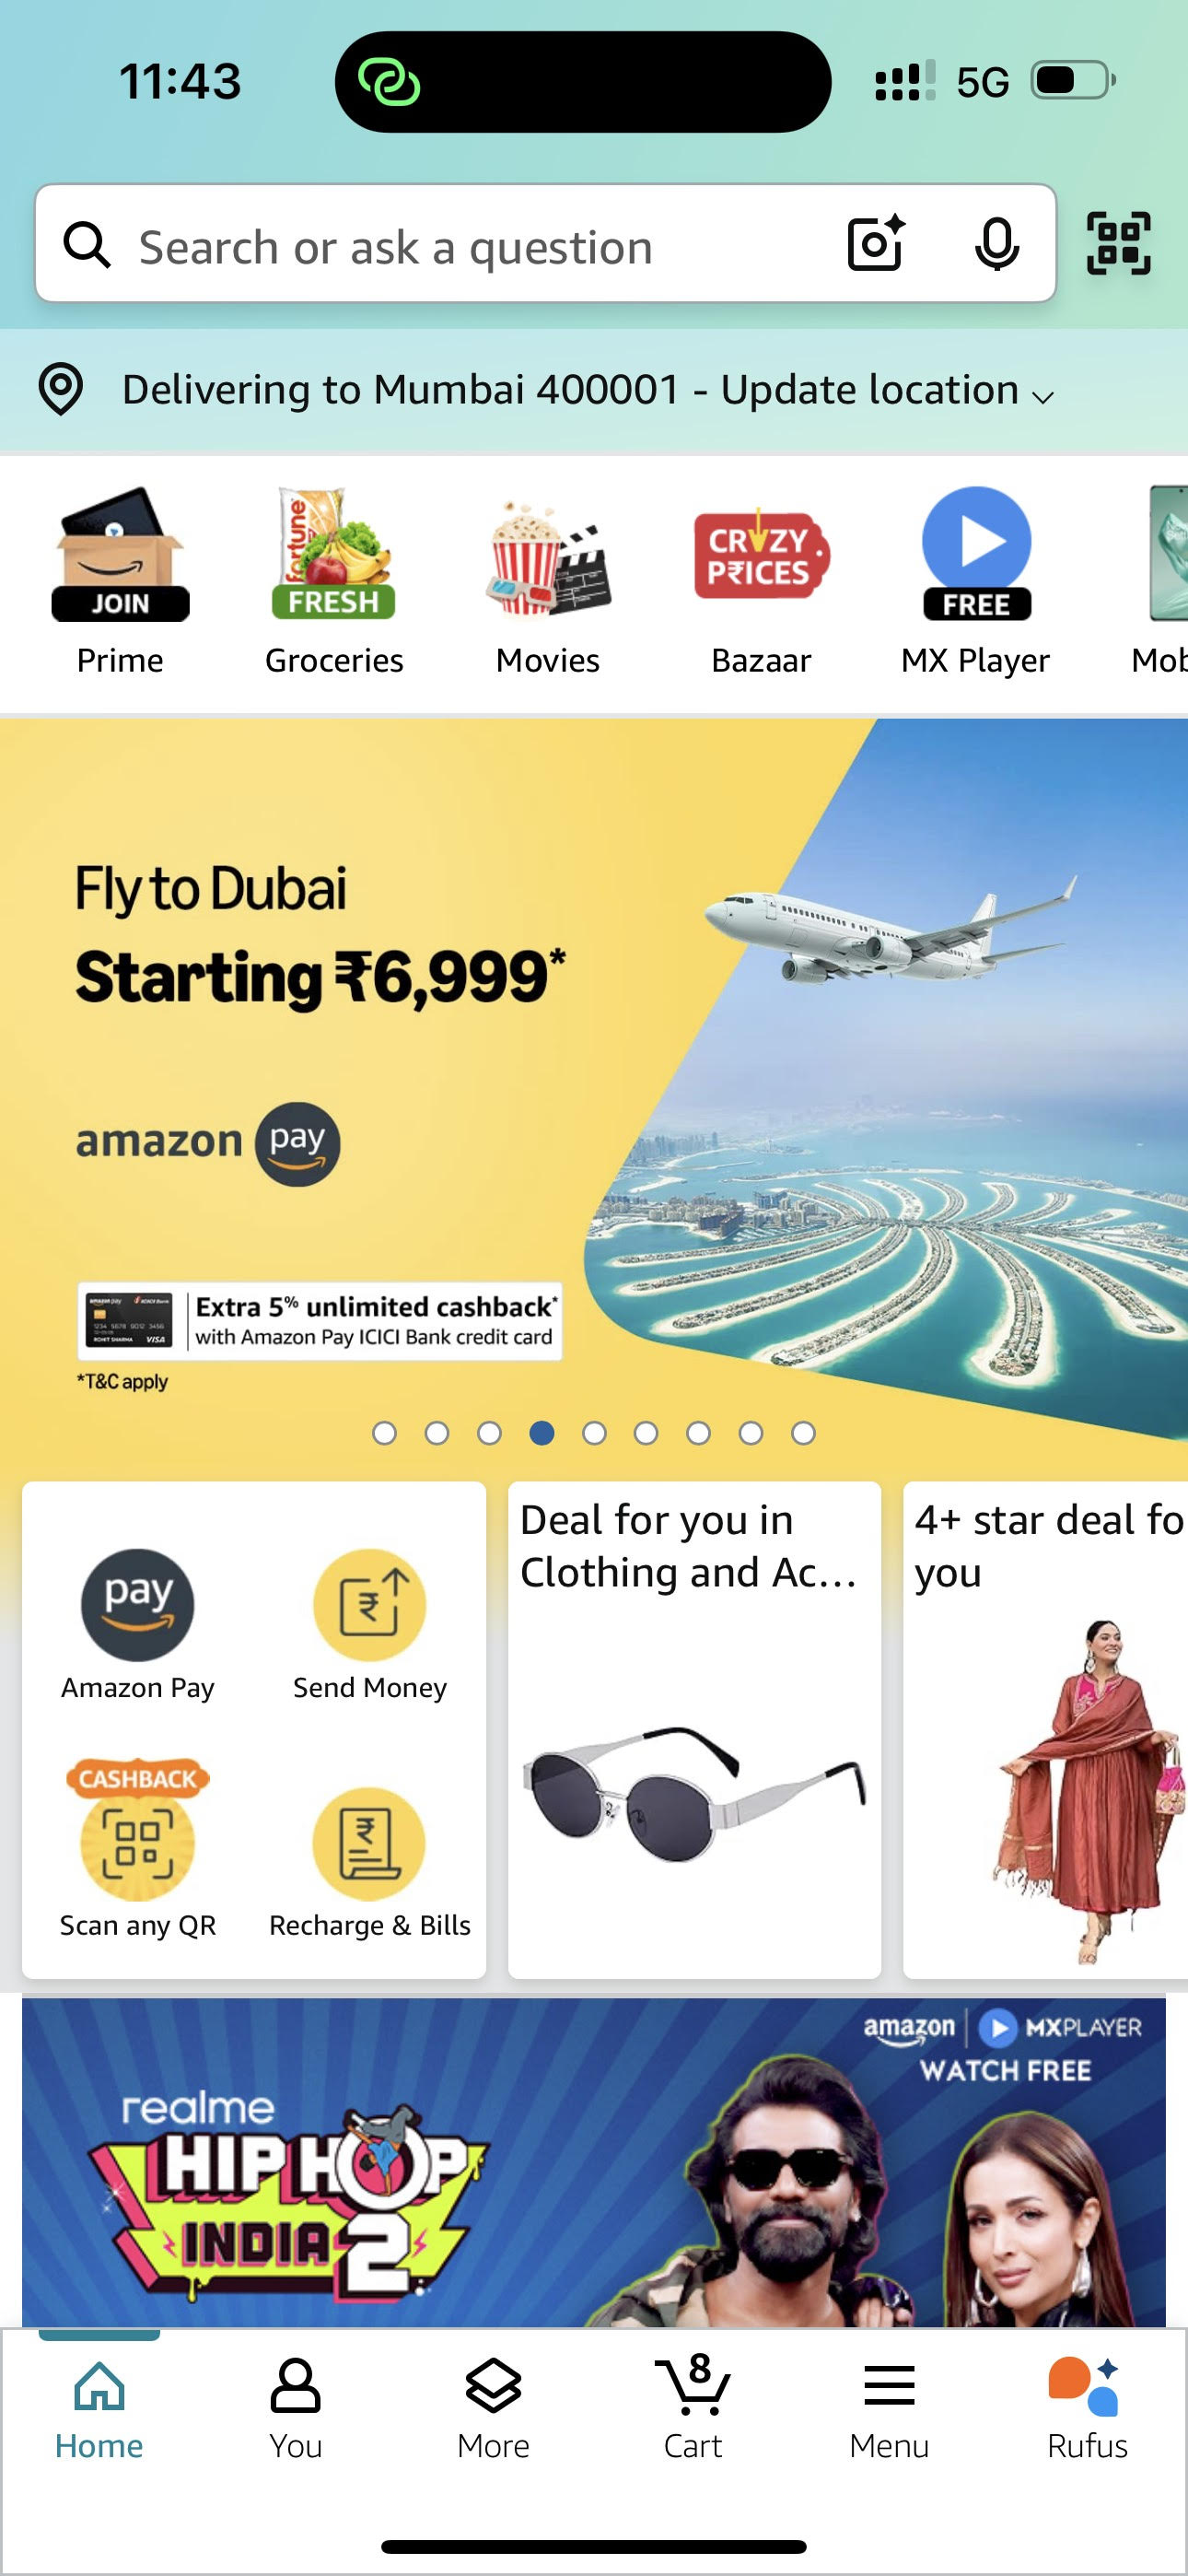 11:43
5G
Search or ask a question
Delivering to Mumbai 400001 - Update location
JOIN
Prime
fortune
FRESH
Groceries
Movies
CRAZY
P₹ICES
Bazaar
FREE
MX Player
Mob
Fly to Dubai
Starting ₹6,999*
amazon pay
Extra 5% unlimited cashback*
with Amazon Pay ICICI Bank credit card
*T&C apply
pay
Amazon Pay
Send Money
CASHBACK
Scan any QR
Recharge & Bills
Deal for you in
Clothing and Ac...
4+ star deal fo
you
amazon | MXPLAYER
WATCH FREE
realme
HIP HOP
INDIA 2
Home
You
More
8
Cart
Menu
Rufus